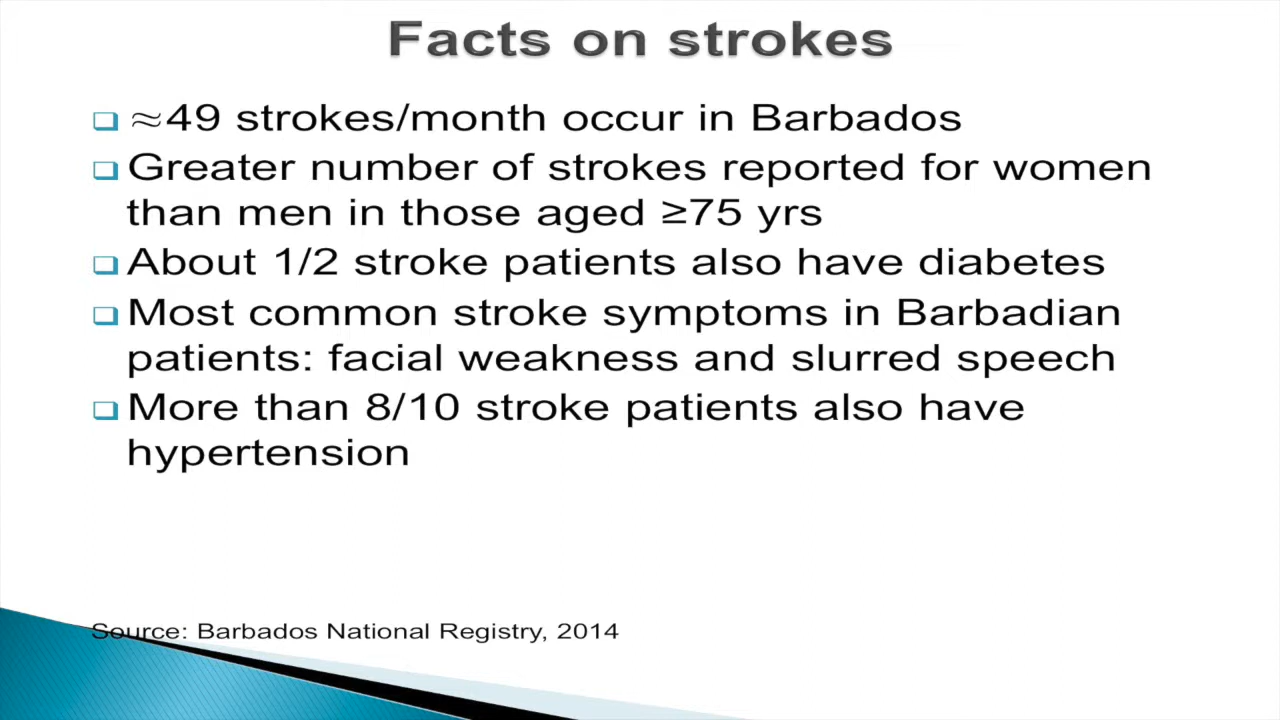 Facts on strokes
≈49 strokes/month occur in Barbados
Greater number of strokes reported for women
than men in those aged ≥75 yrs
About 1/2 stroke patients also have diabetes
Most common stroke symptoms in Barbadian
patients: facial weakness and slurred speech
More than 8/10 stroke patients also have
hypertension
Source: Barbados National Registry, 2014